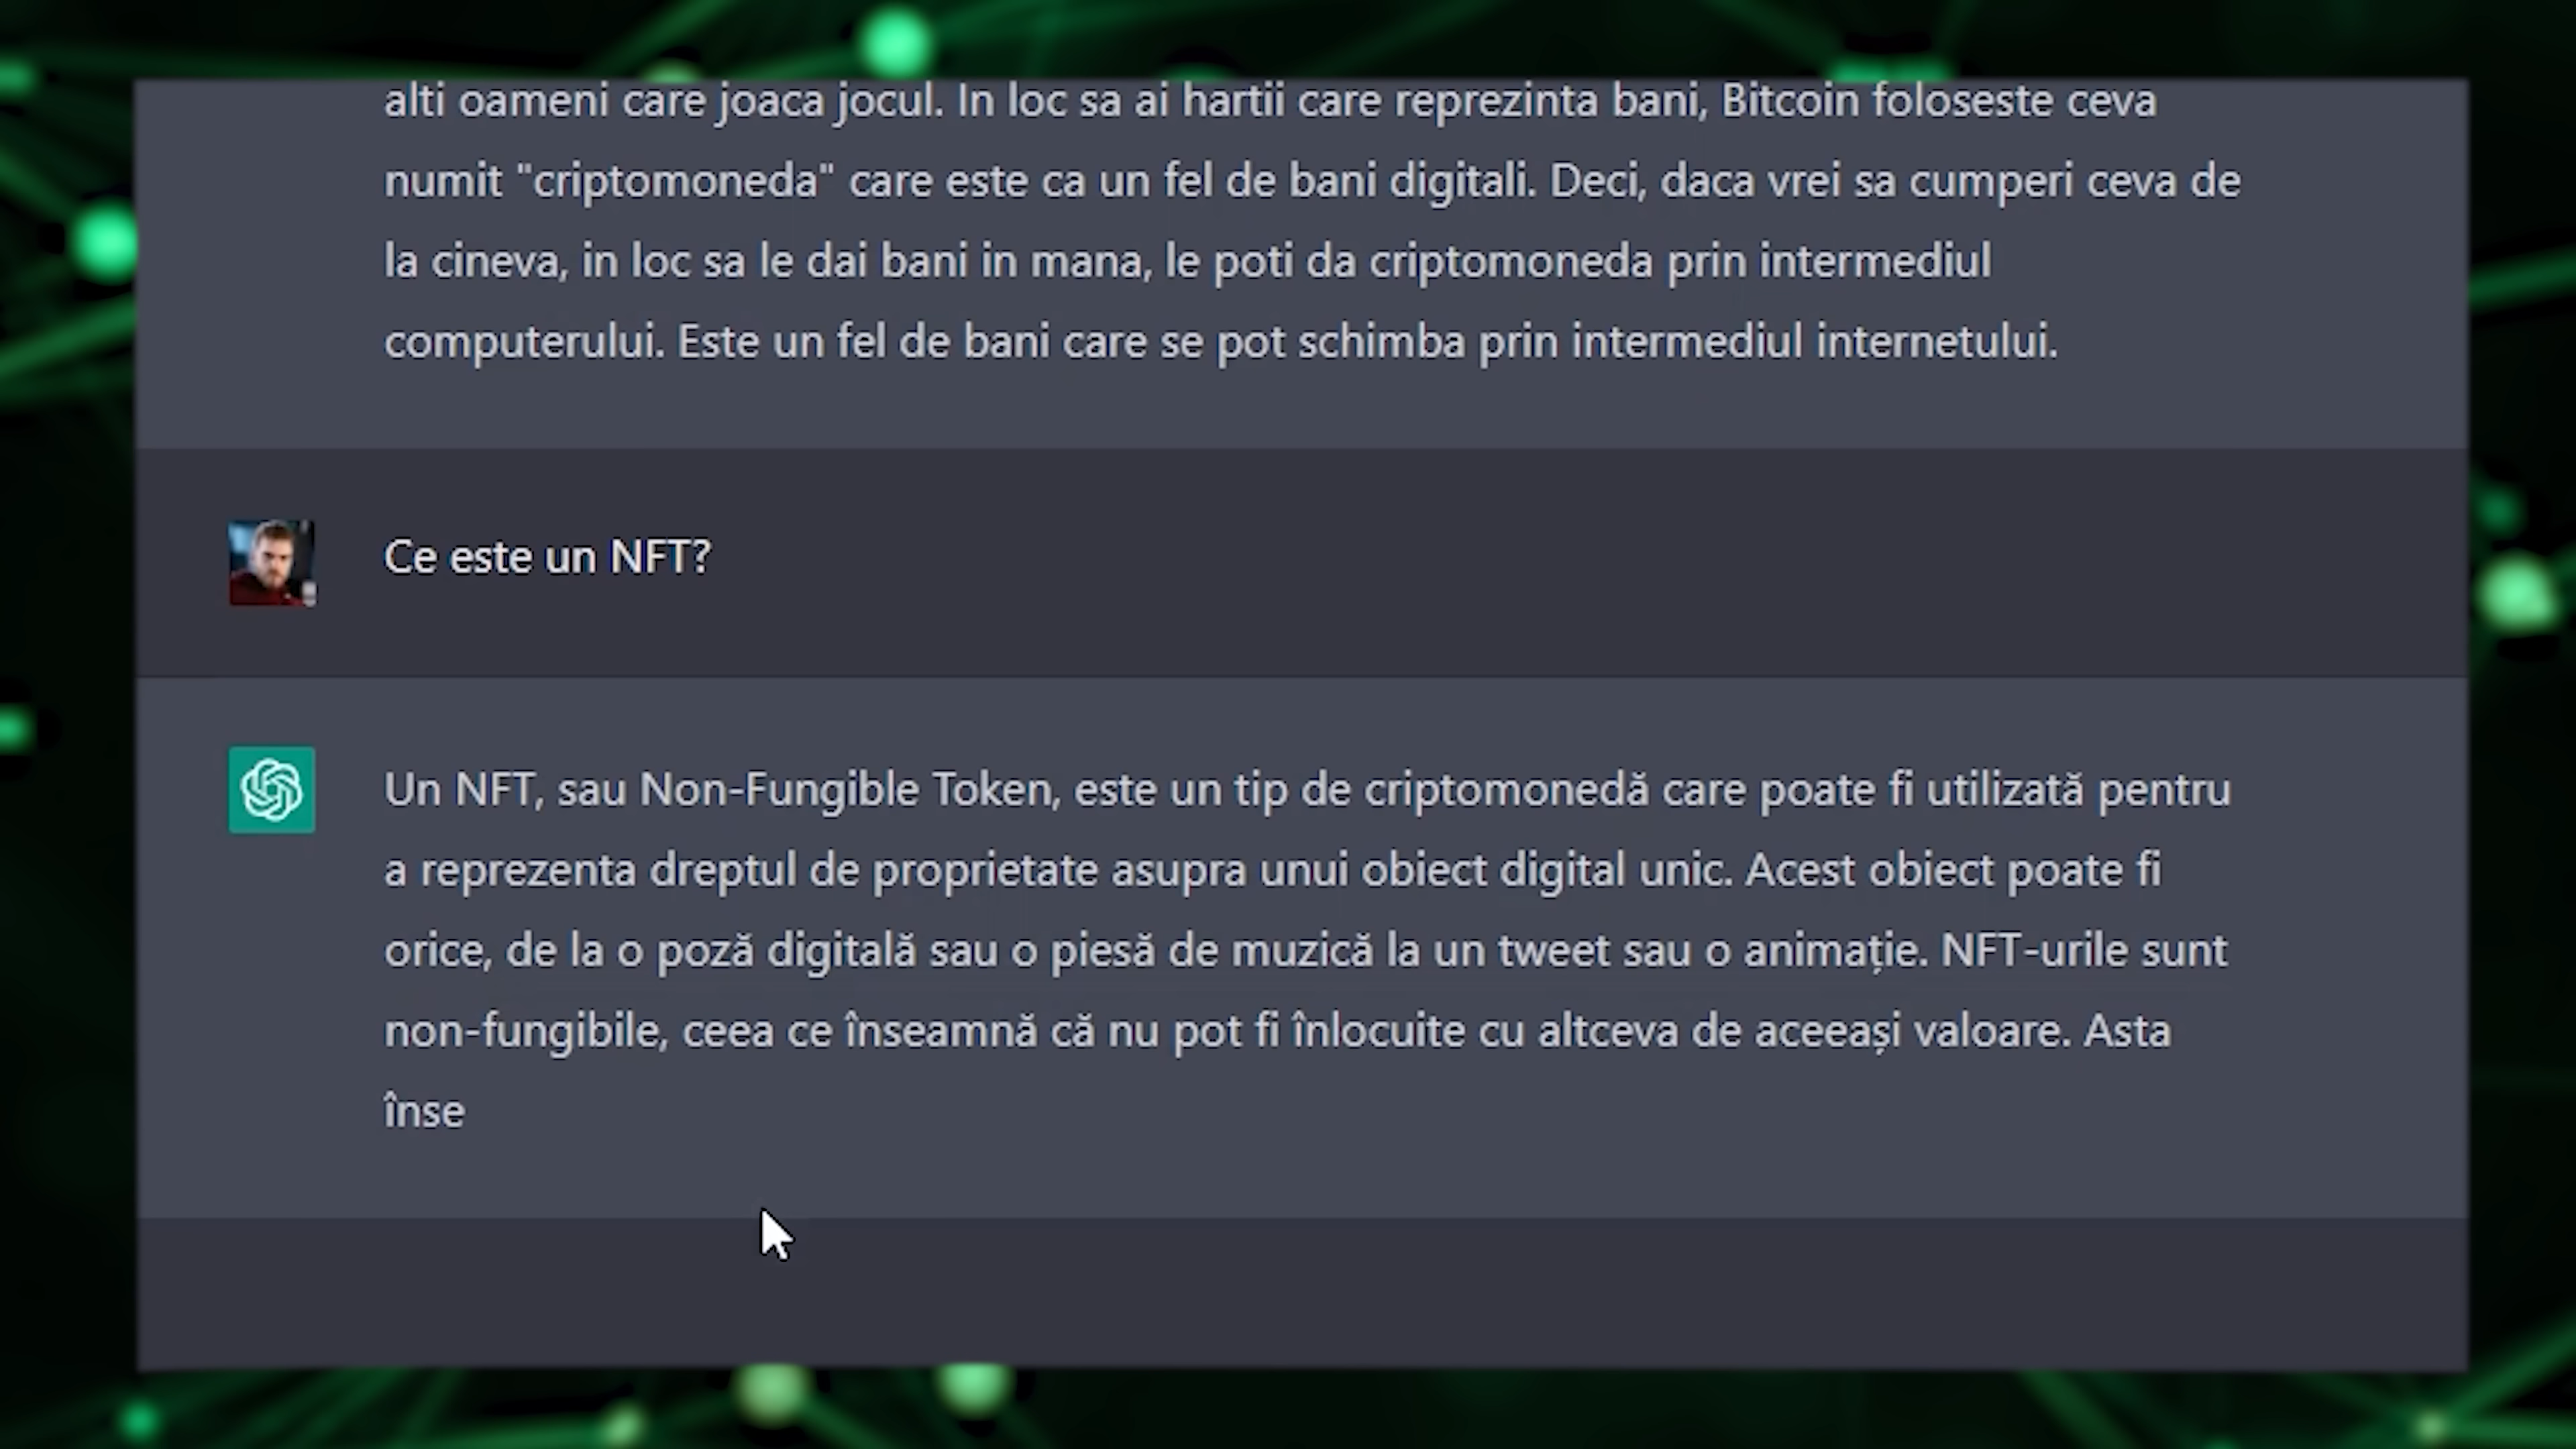 alti oameni care joaca jocul. In loc sa ai hartii care reprezinta bani, Bitcoin foloseste ceva
numit "criptomoneda" care este ca un fel de bani digitali. Deci, daca vrei sa cumperi ceva de
la cineva, in loc sa le dai bani in mana, le poti da criptomoneda prin intermediul
computerului. Este un fel de bani care se pot schimba prin intermediul internetului.
Ce este un NFT?
Un NFT, sau Non-Fungible Token, este un tip de criptomonedă care poate fi utilizată pentru
a reprezenta dreptul de proprietate asupra unui obiect digital unic. Acest obiect poate fi
orice, de la o poză digitală sau o piesă de muzică la un tweet sau o animație. NFT-urile sunt
non-fungibile, ceea ce înseamnă că nu pot fi înlocuite cu altceva de aceeași valoare. Asta
înse